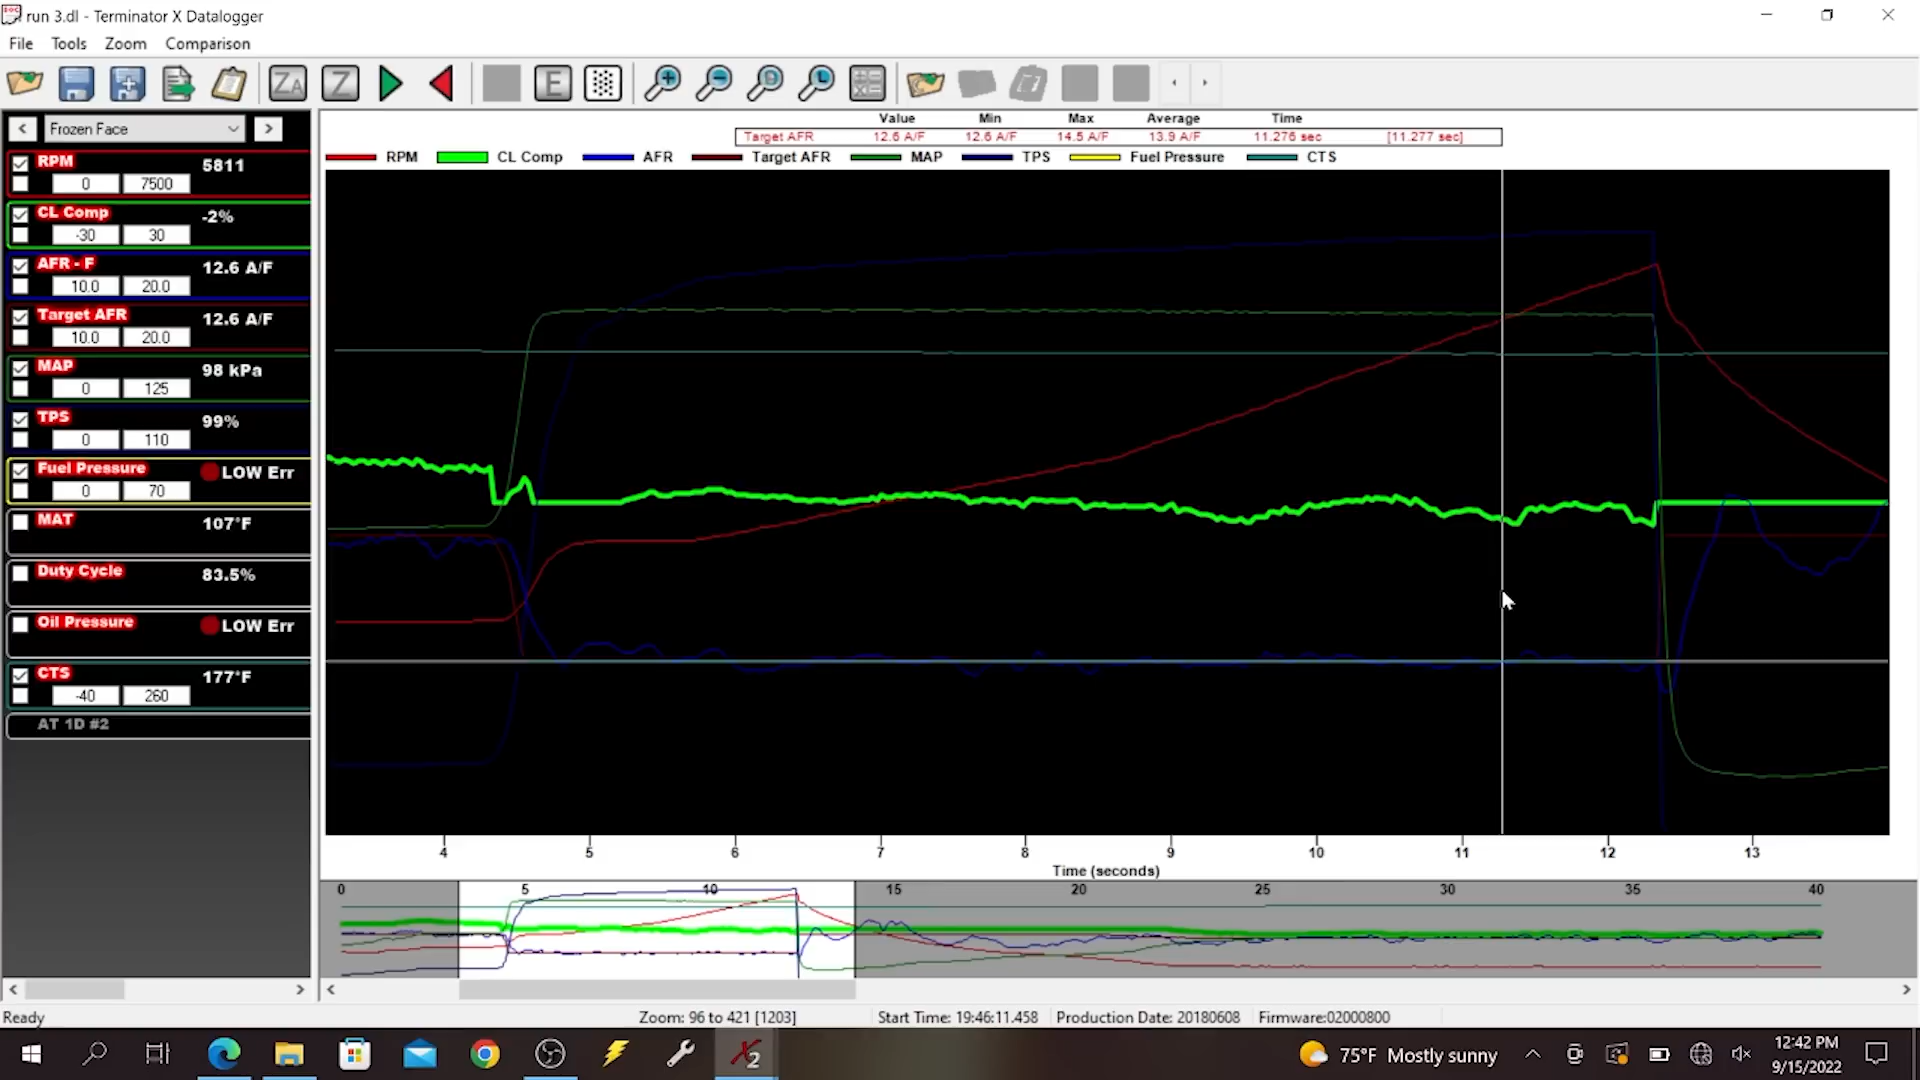 run 3.dl - Terminator X Datalogger
File Tools Zoom Comparison
ZA Z E
Frozen Face
RPM 5811
0 7500
CL Comp -2%
-30 30
AFR - F 12.6 A/F
10.0 20.0
Target AFR 12.6 A/F
10.0 20.0
MAP 98 kPa
0 125
TPS 99%
0 110
Fuel Pressure LOW Err
0 70
MAT 107°F
Duty Cycle 83.5%
Oil Pressure LOW Err
CTS 177°F
-40 260
AT 1D #2
Value Min Max Average Time
Target AFR 12.6 A/F 12.6 A/F 14.5 A/F 13.9 A/F 11.276 sec [11.277 sec]
RPM CL Comp AFR Target AFR MAP TPS Fuel Pressure CTS
4 5 6 7 8 9 10 11 12 13
Time (seconds)
0 5 10 15 20 25 30 35 40
Ready Zoom: 96 to 421 [1203] Start Time: 19:46:11.458 Production Date: 20180608 Firmware:02000800
75°F Mostly sunny 12:42 PM
9/15/2022